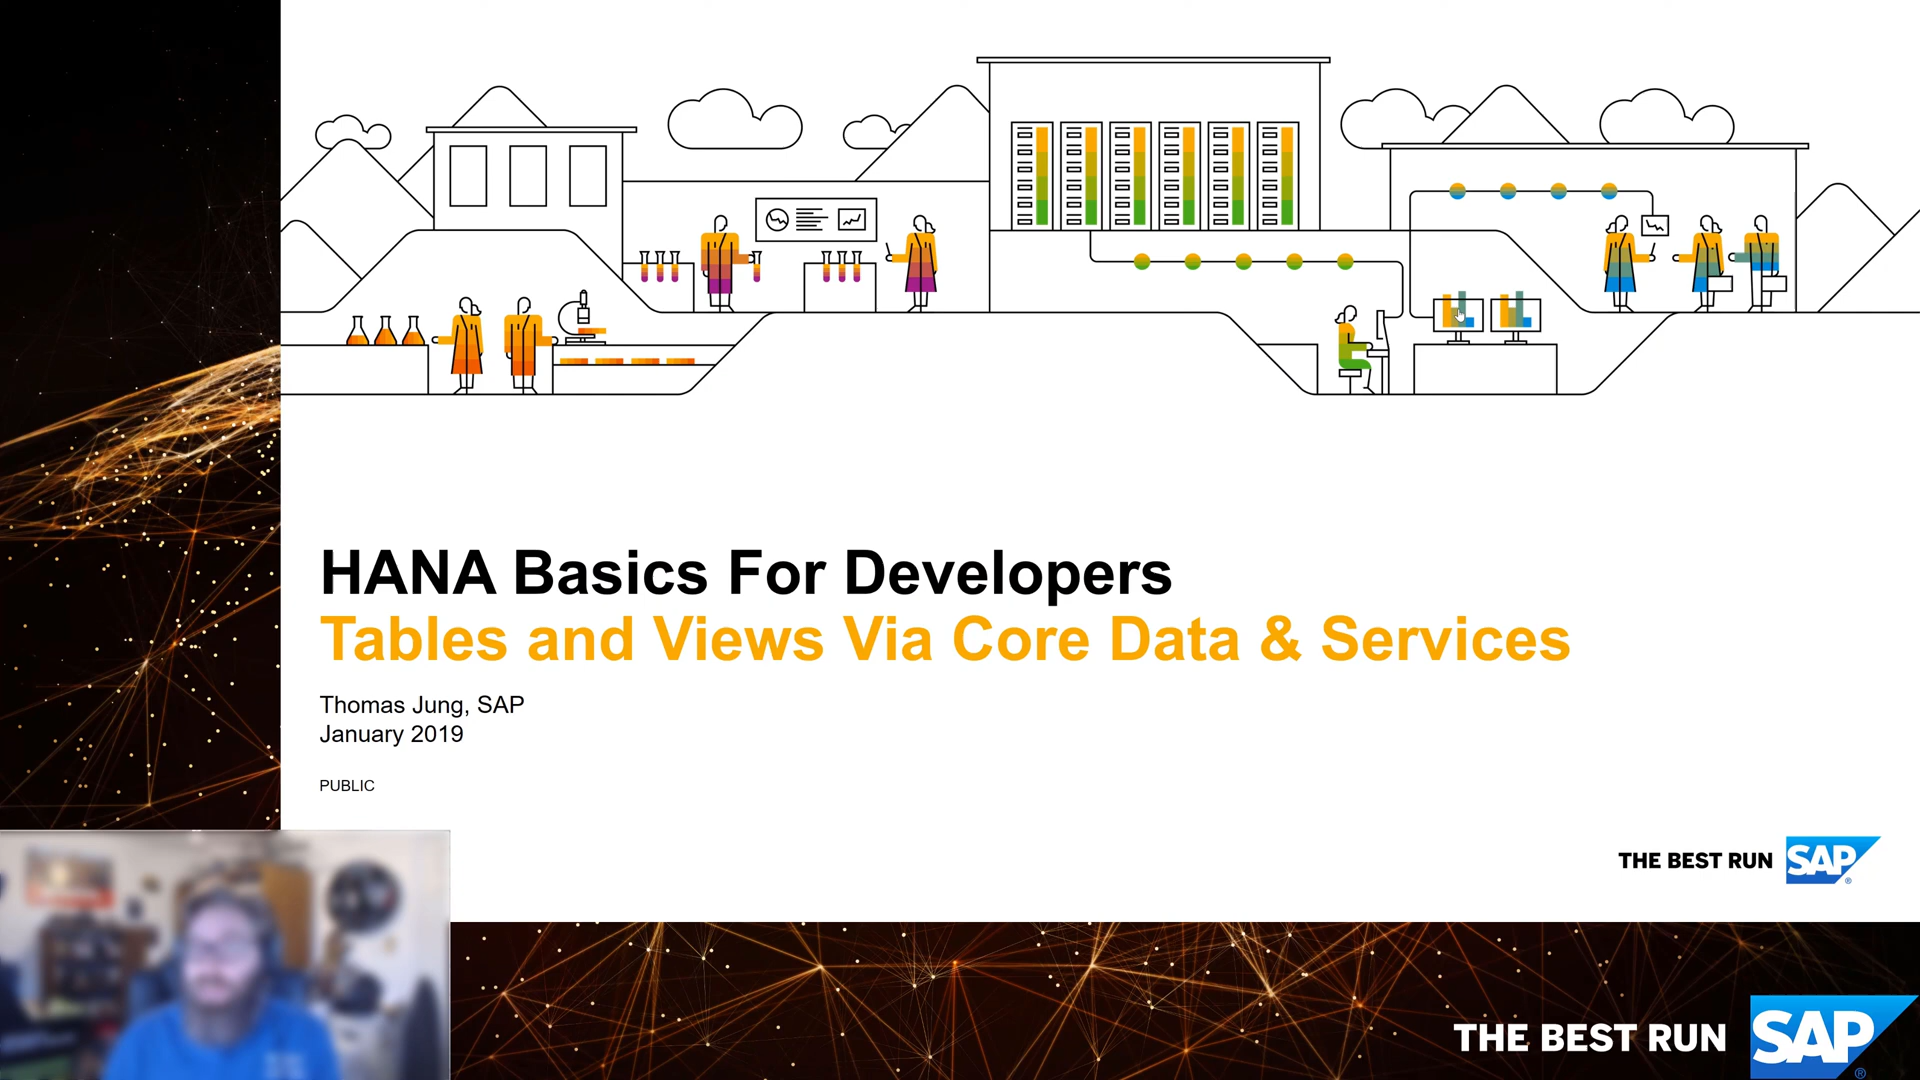 HANA Basics For Developers
Tables and Views Via Core Data & Services
Thomas Jung, SAP
January 2019
PUBLIC
THE BEST RUN SAP®
THE BEST RUN SAP®